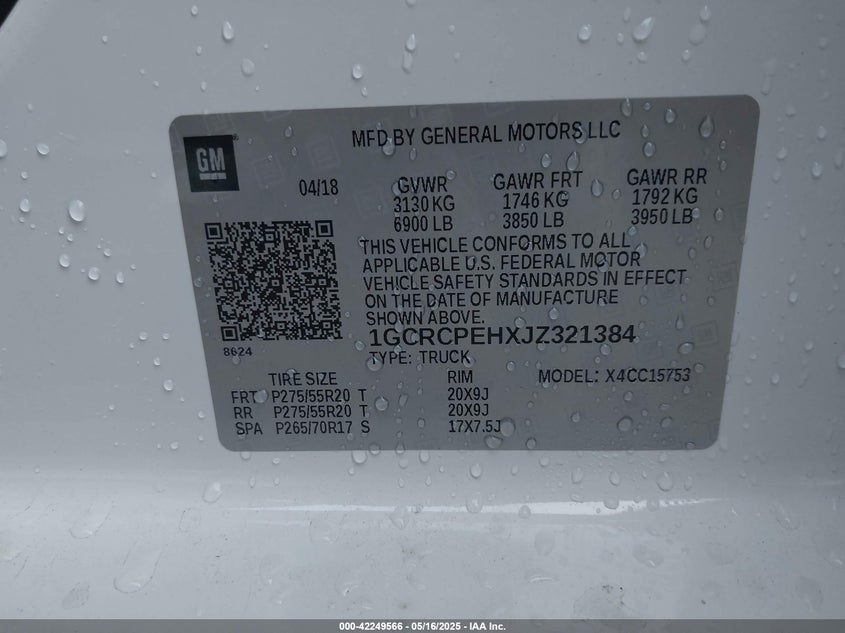 GM
MFD BY GENERAL MOTORS LLC
04/18
GVWR GAWR FRT GAWR RR
3130 KG 1746 KG 1792 KG
6900 LB 3850 LB 3950 LB
THIS VEHICLE CONFORMS TO ALL
APPLICABLE U.S. FEDERAL MOTOR
VEHICLE SAFETY STANDARDS IN EFFECT
ON THE DATE OF MANUFACTURE
SHOWN ABOVE.
1GCRCPEHXJZ321384
8624
TYPE: TRUCK
TIRE SIZE RIM MODEL: X4CC15753
FRT P275/55R20 T 20X9J
RR P275/55R20 T 20X9J
SPA P265/70R17 S 17X7.5J
000-42249566 - 05/16/2025 - IAA Inc.